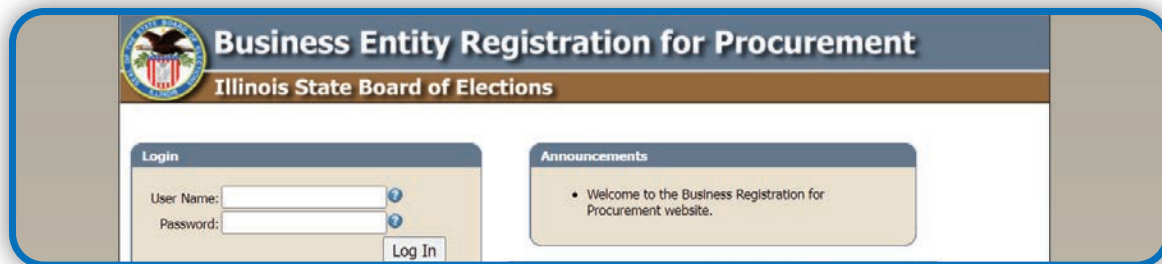 Business Entity Registration for Procurement
Illinois State Board of Elections
Login
User Name:
Password:
Log In
Announcements
• Welcome to the Business Registration for
Procurement website.